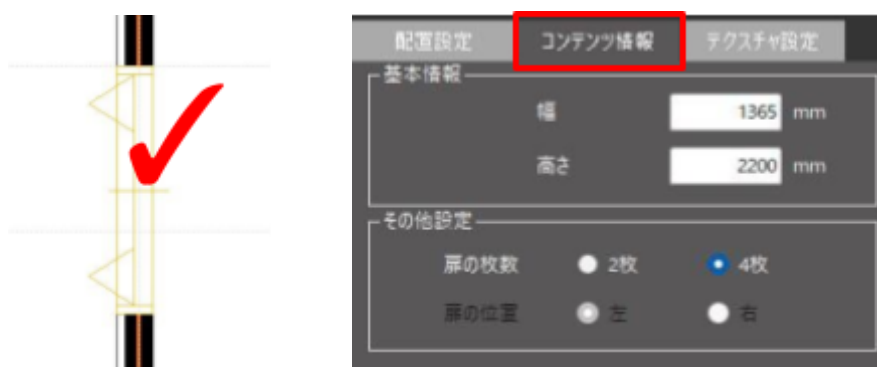 配置設定 コンテンツ情報 テクスチャ設定
基本情報
幅 1365 mm
高さ 2200 mm
その他設定
扉の枚数 2枚 4枚
扉の位置 左 右